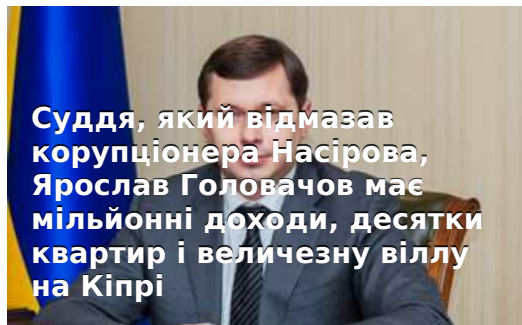 Суддя, який відмазав
корупціонера Насірова,
Ярослав Головачов має
мільйонні доходи, десятки
квартир і величезну віллу
на Кіпрі